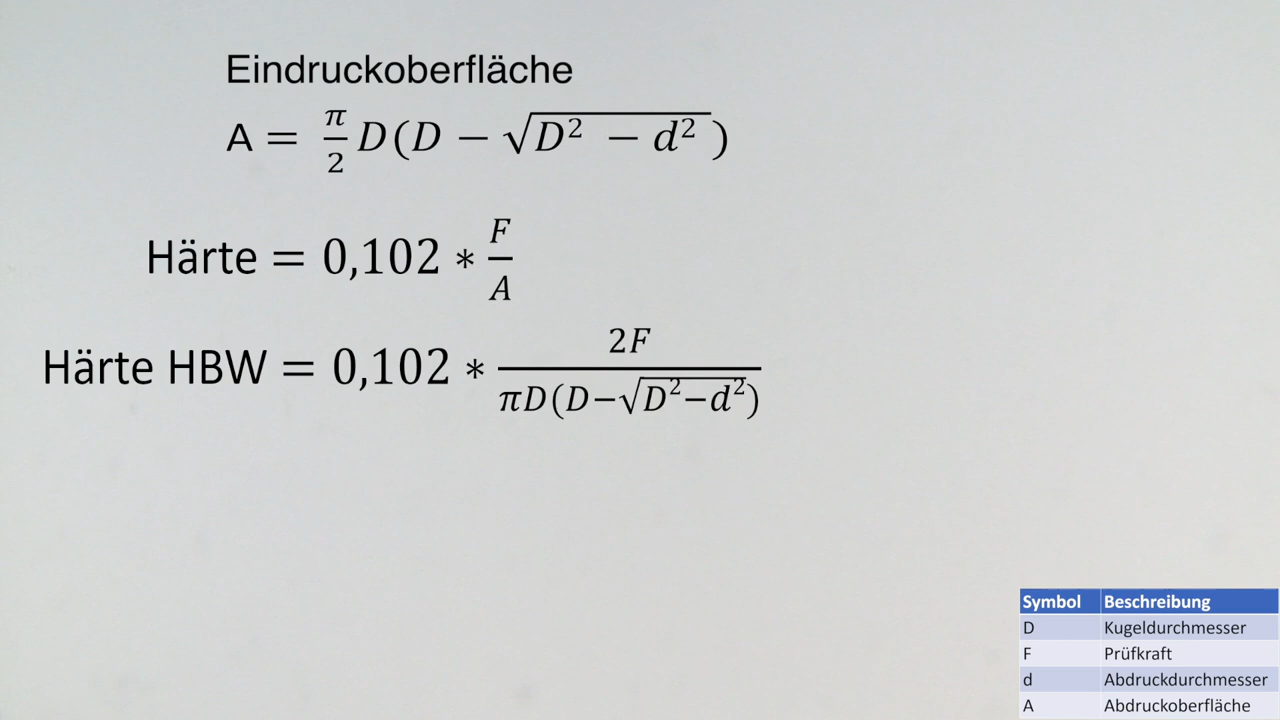 Eindruckoberfläche
A = π/2 D(D − √(D² − d²))
Härte = 0,102 * F/A
Härte HBW = 0,102 * 2F/(πD(D−√(D²−d²)))
Symbol Beschreibung
D Kugeldurchmesser
F Prüfkraft
d Abdruckdurchmesser
A Abdruckoberfläche